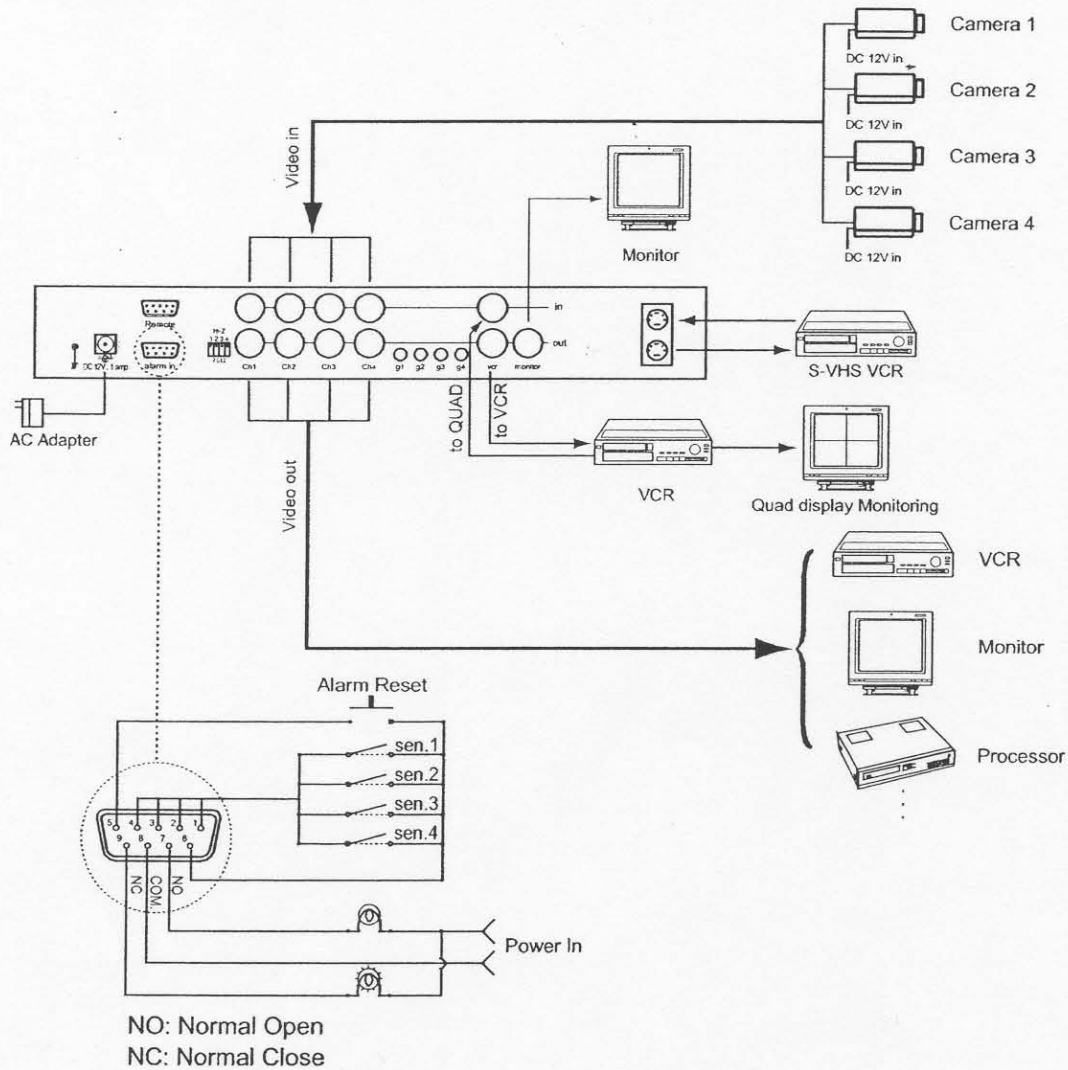 Camera 1
DC 12V in
Camera 2
DC 12V in
Camera 3
DC 12V in
Camera 4
DC 12V in
Video in
Monitor
Remote
in
out
DC 12V, 1amp
alarm in
Ch1
Ch2
Ch3
Ch4
g1
g2
g3
g4
vcr
monitor
S-VHS VCR
AC Adapter
to QUAD
to VCR
VCR
Quad display Monitoring
Video out
VCR
Monitor
Processor
Alarm Reset
sen.1
sen.2
sen.3
sen.4
5 4 3 2 1
9 8 7 6
NC
COM
NO
Power In
NO: Normal Open
NC: Normal Close